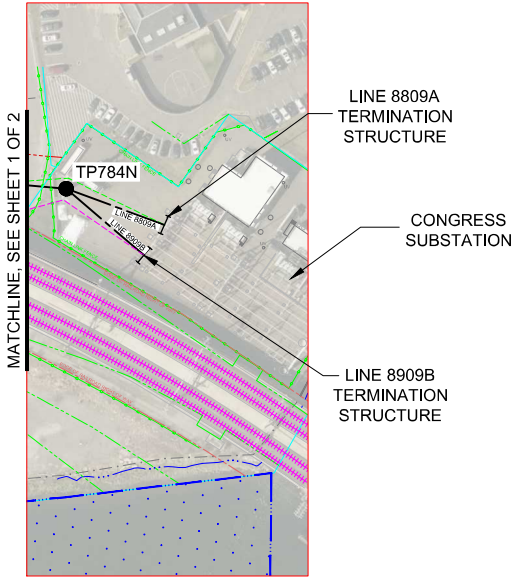 MATCHLINE, SEE SHEET 1 OF 2
LINE 8809A
TERMINATION
STRUCTURE
TP784N
LINE 8809A
LINE 8909B
CONGRESS
SUBSTATION
LINE 8909B
TERMINATION
STRUCTURE